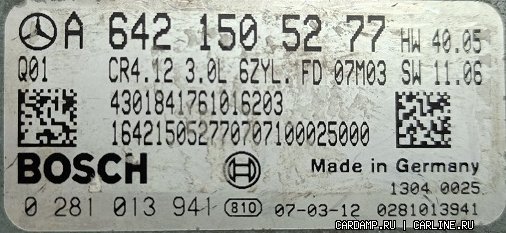 A 642 150 52 77 HW 40.05
Q01 CR4.12 3.0L 6ZYL. FD 07M03 SW 11.06
4301841761016203
164215052770707100025000
BOSCH Made in Germany
1304 0025
0 281 013 941 810 07-03-12 0281013941
CARDAMP.RU | CARLINE.RU